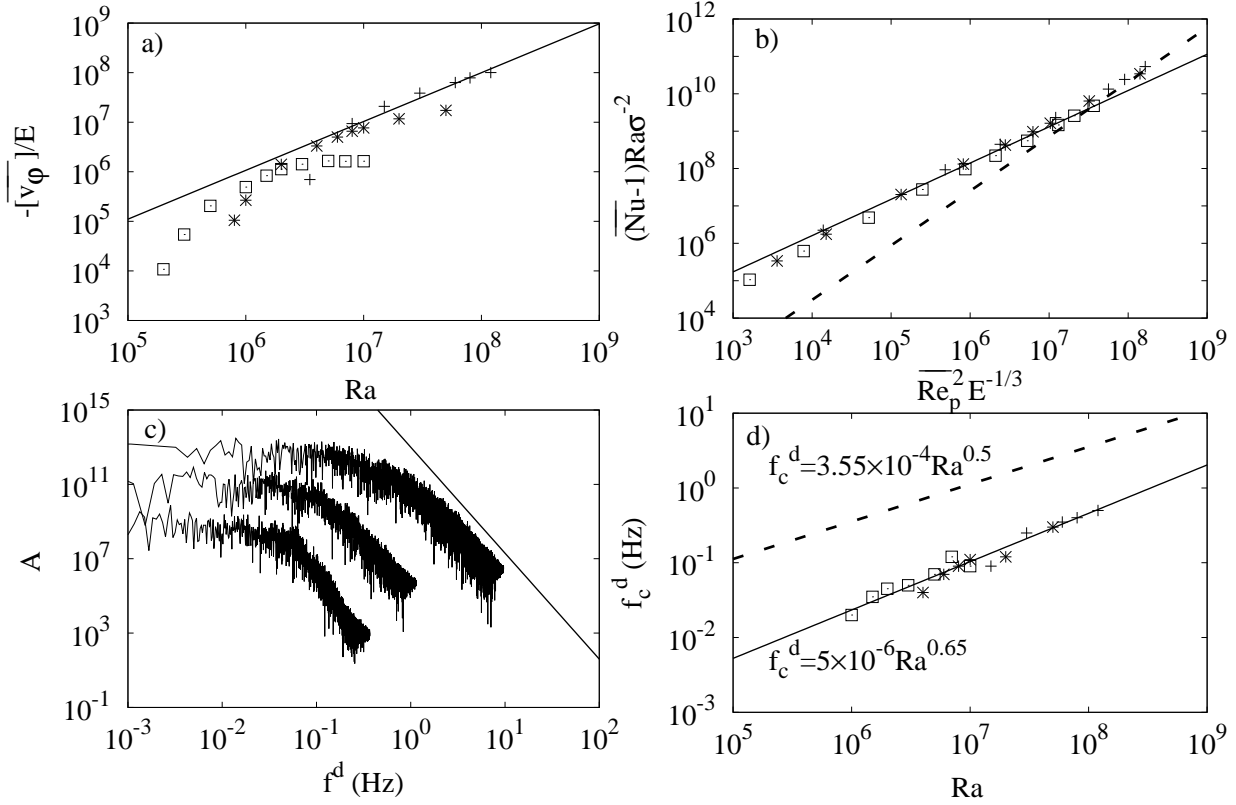 a)
-[v_φ]/E
10^9
10^8
10^7
10^6
10^5
10^4
10^3
10^5 10^6 10^7 10^8 10^9
Ra
b)
(Nu-1)Raσ^-2
10^12
10^10
10^8
10^6
10^4
10^3 10^4 10^5 10^6 10^7 10^8 10^9
Re_p^2 E^-1/3
c)
A
10^15
10^11
10^7
10^3
10^-1
10^-3 10^-2 10^-1 10^0 10^1 10^2
f^d (Hz)
d)
f_c^d (Hz)
10^1
10^0
10^-1
10^-2
10^-3
f_c^d=3.55×10^-4Ra^0.5
f_c^d=5×10^-6Ra^0.65
10^5 10^6 10^7 10^8 10^9
Ra